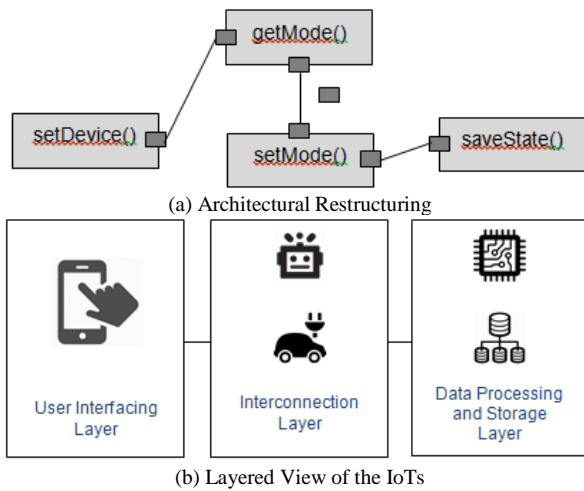 getMode()
setDevice()
setMode()
saveState()
(a) Architectural Restructuring
User Interfacing
Layer
Interconnection
Layer
Data Processing
and Storage
Layer
(b) Layered View of the IoTs